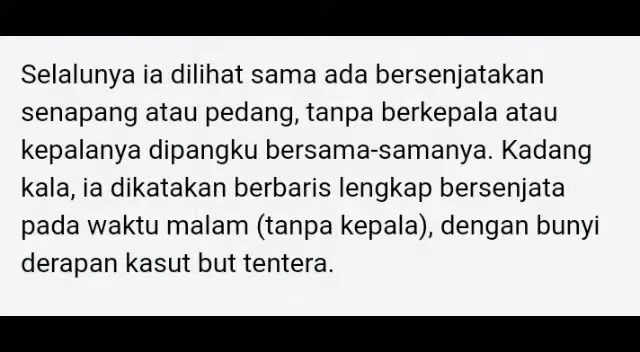 Selalunya ia dilihat sama ada bersenjatakan
senapang atau pedang, tanpa berkepala atau
kepalanya dipangku bersama-samanya. Kadang
kala, ia dikatakan berbaris lengkap bersenjata
pada waktu malam (tanpa kepala), dengan bunyi
derapan kasut but tentera.